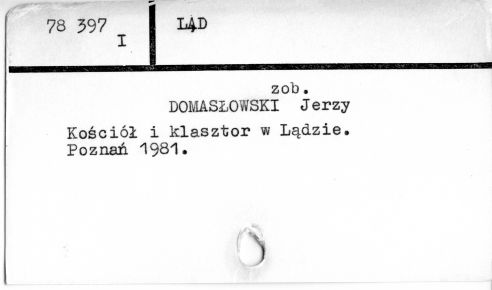 78 397 I
LĄD
zob.
DOMASŁOWSKI Jerzy
Kościół i klasztor w Lądzie.
Poznań 1981.